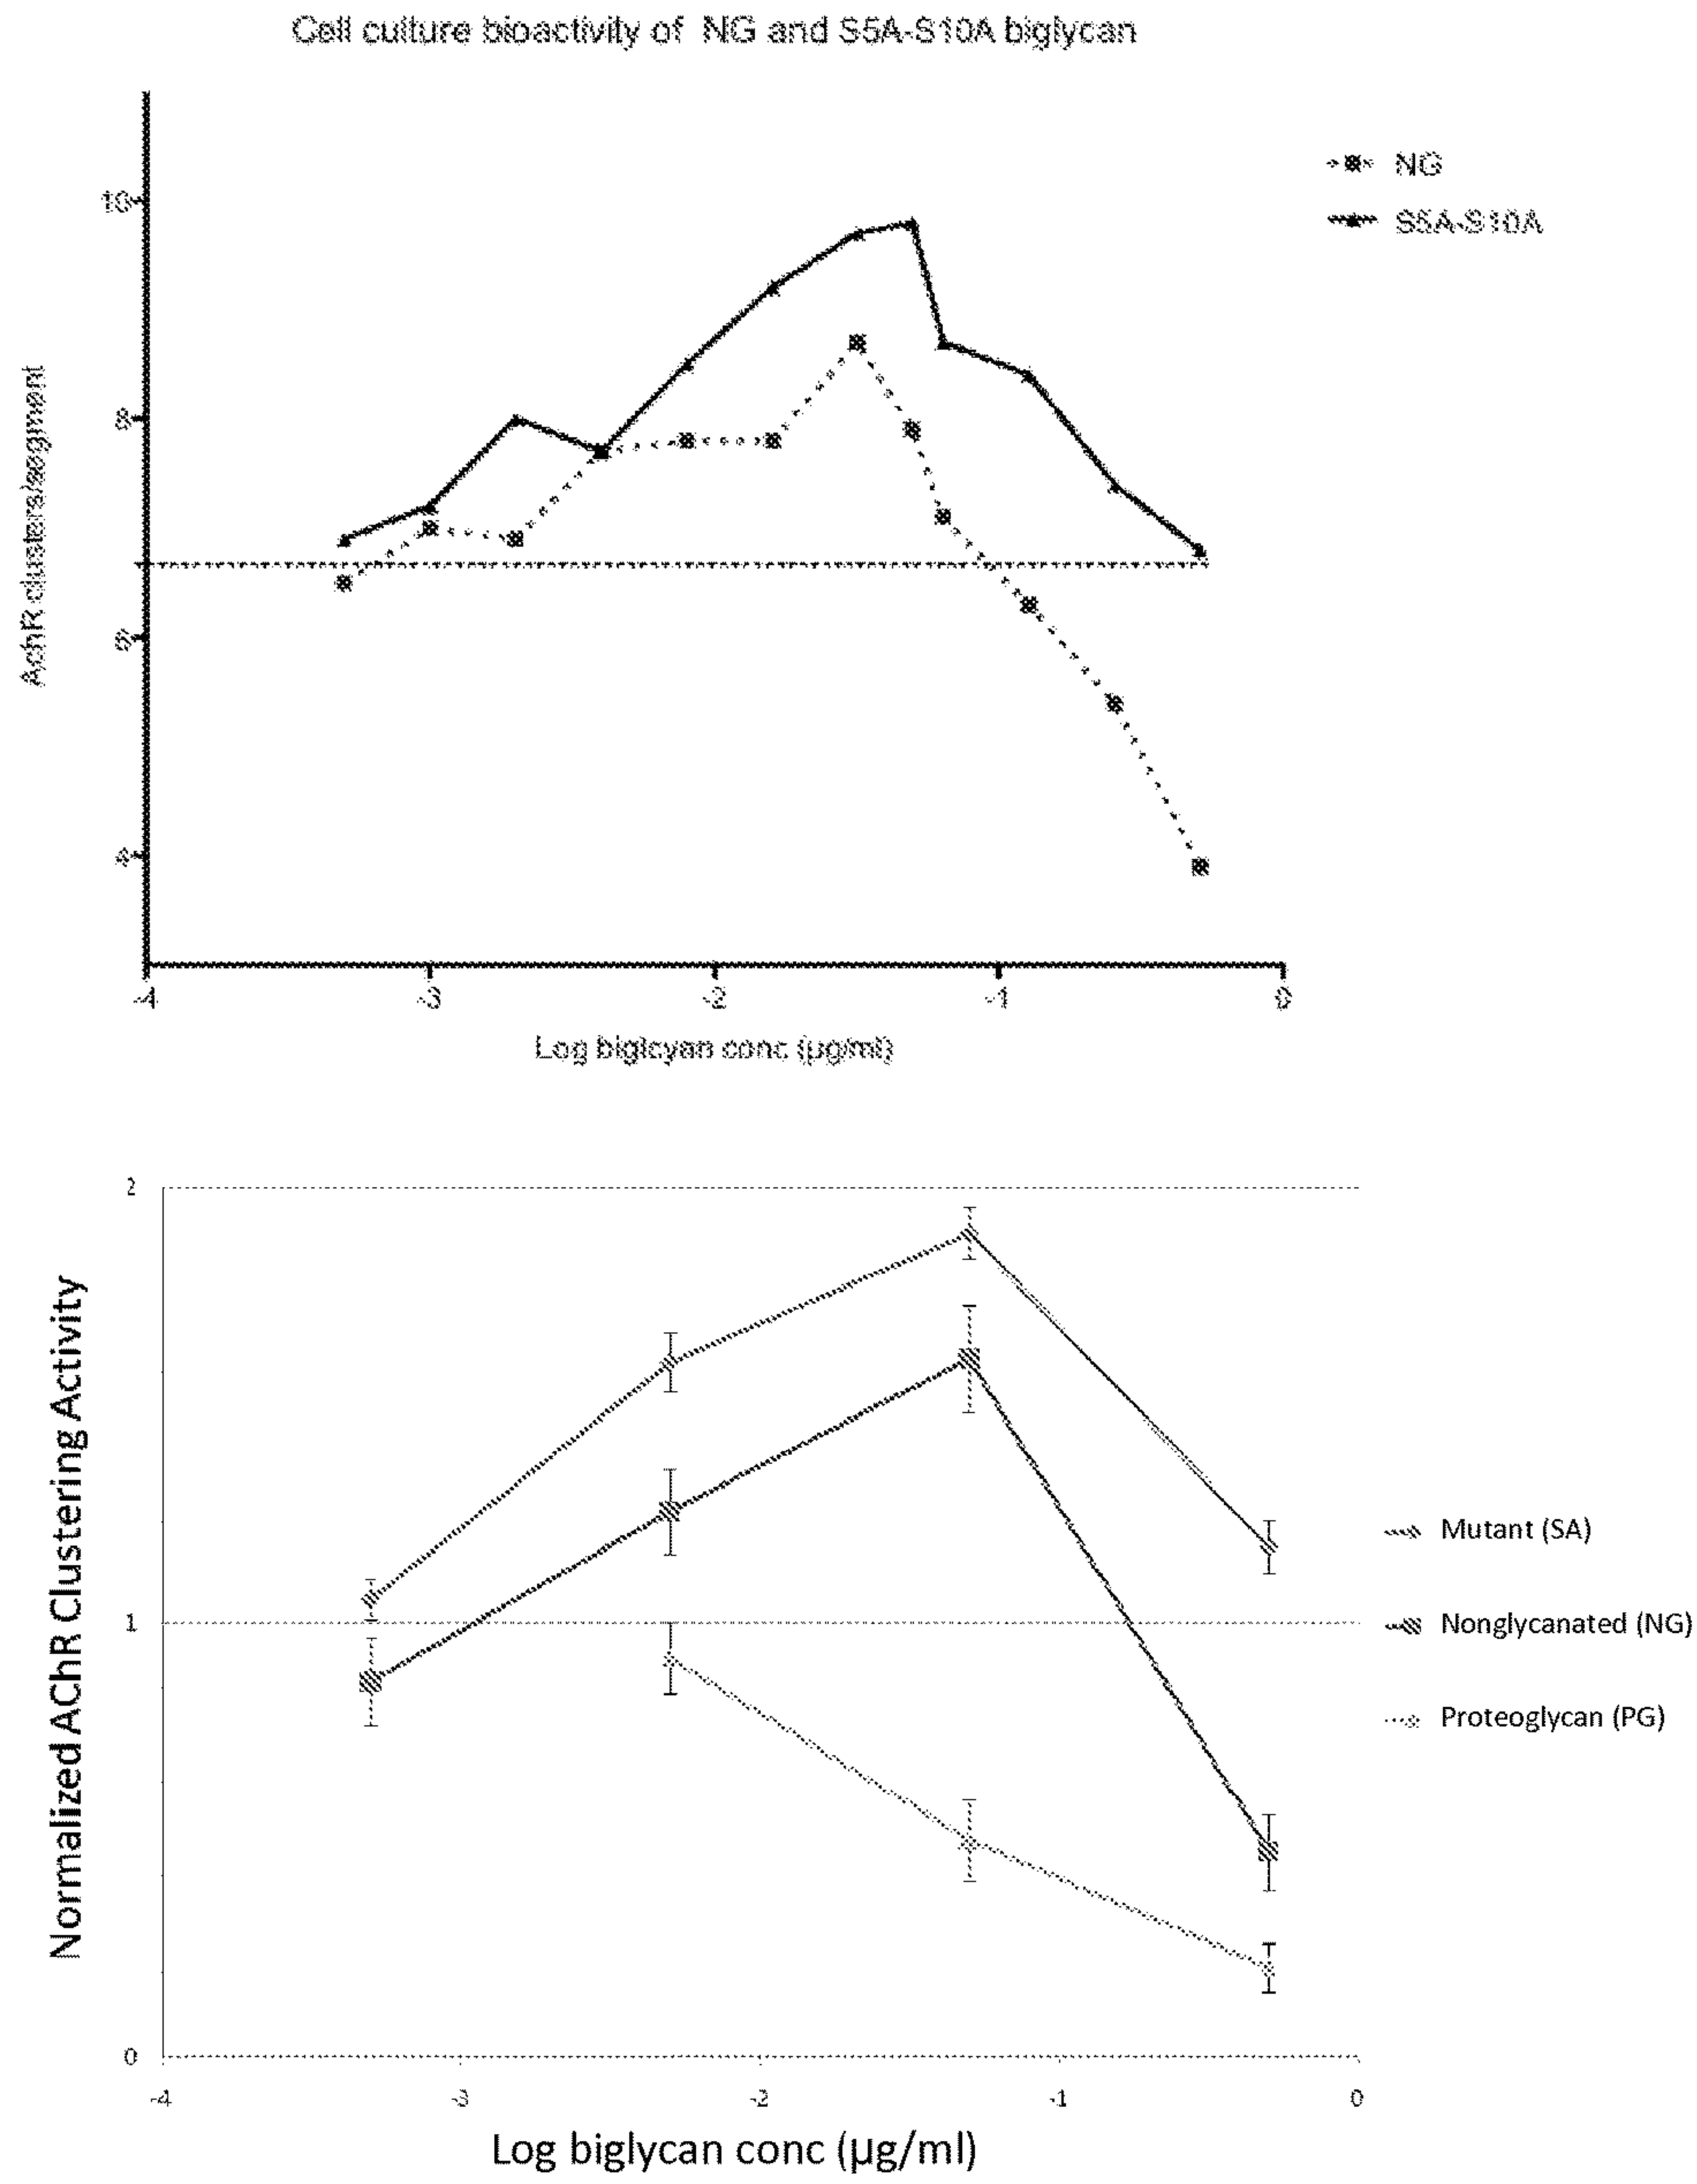 Cell culture bioactivity of NG and S5A-S10A biglycan
NG
S5A-S10A
10
8
6
4
AchR clusters/segment
-4
-3
-2
-1
0
Log biglcyan conc (µg/ml)
2
1
0
Normalized AChR Clustering Activity
Mutant (SA)
Nonglycanated (NG)
Proteoglycan (PG)
-4
-3
-2
-1
0
Log biglycan conc (µg/ml)